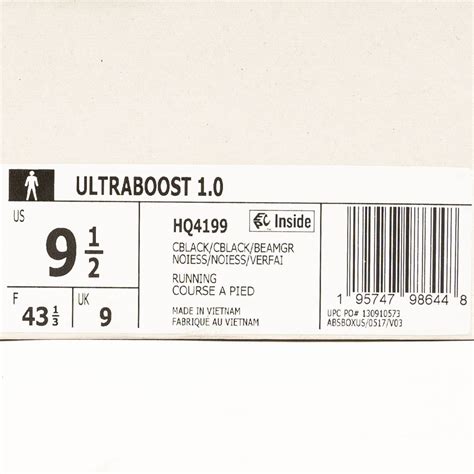 ULTRABOOST 1.0
US
9 1/2
F
43 1/3
UK
9
HQ4199
Inside
CBLACK/CBLACK/BEAMGR
NOIESS/NOIESS/VERFAI
RUNNING
COURSE A PIED
MADE IN VIETNAM
FABRIQUE AU VIETNAM
1 95747 98644 8
UPC PO# 130910573
ABSBOXUS/0517/V03